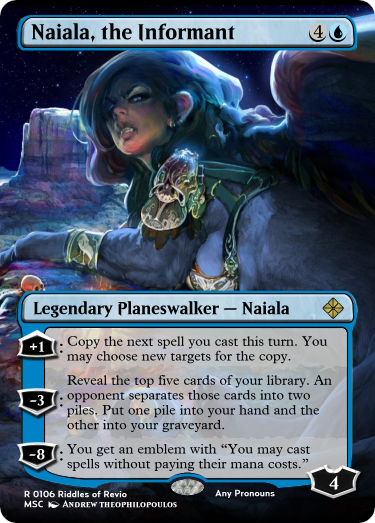 Naiala, the Informant 4
Legendary Planeswalker — Naiala
+1: Copy the next spell you cast this turn. You
may choose new targets for the copy.
Reveal the top five cards of your library. An
-3: opponent separates those cards into two
piles. Put one pile into your hand and the
other into your graveyard.
-8: You get an emblem with “You may cast
spells without paying their mana costs.”
4
R 0106 Riddles of Revio Any Pronouns
MSC Andrew Theophilopoulos